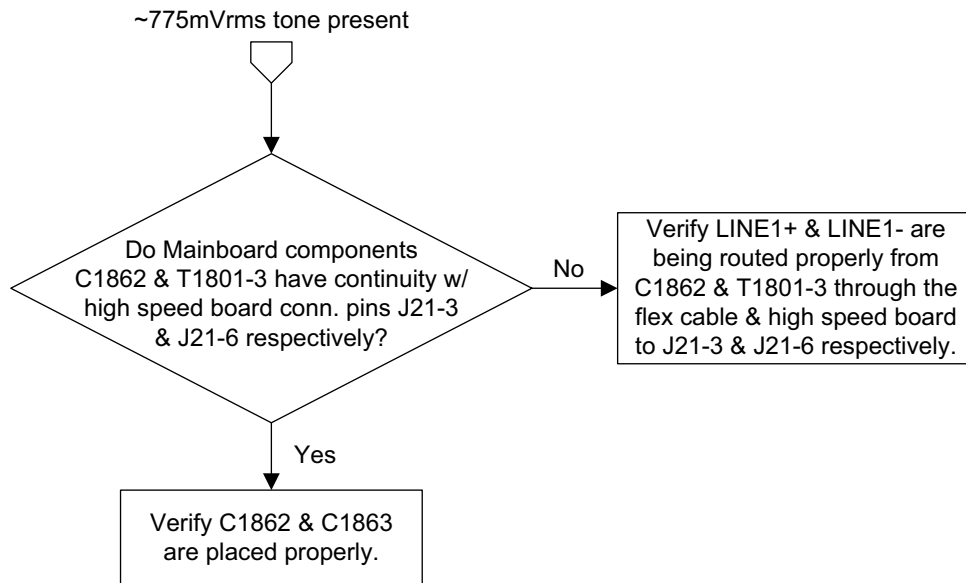 ~775mVrms tone present
Do Mainboard components
C1862 & T1801-3 have continuity w/
high speed board conn. pins J21-3
& J21-6 respectively?
No
Verify LINE1+ & LINE1- are
being routed properly from
C1862 & T1801-3 through the
flex cable & high speed board
to J21-3 & J21-6 respectively.
Yes
Verify C1862 & C1863
are placed properly.